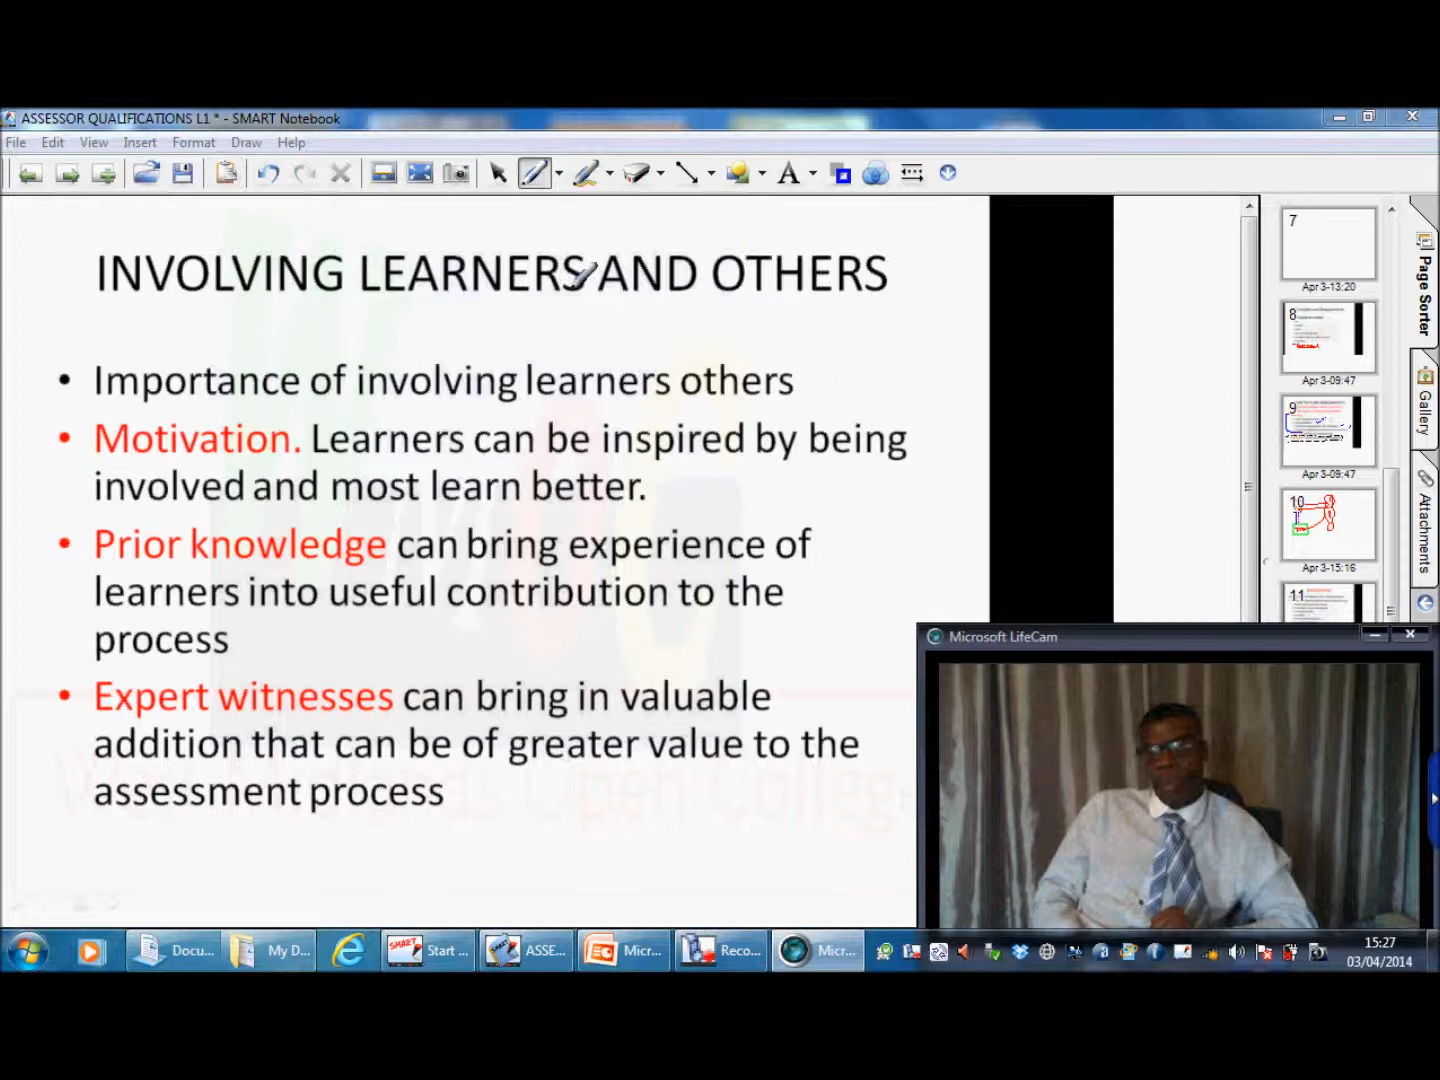 ASSESSOR QUALIFICATIONS L1 * - SMART Notebook
File Edit View Insert Format Draw Help
INVOLVING LEARNERS AND OTHERS
• Importance of involving learners others
• Motivation. Learners can be inspired by being
involved and most learn better.
• Prior knowledge can bring experience of
learners into useful contribution to the
process
• Expert witnesses can bring in valuable
addition that can be of greater value to the
assessment process
7
Apr 3-13:20
8
Apr 3-09:47
9
Apr 3-09:47
10
Apr 3-15:16
11
Page Sorter
Gallery
Attachments
Microsoft LifeCam
West Midlands Open College
Docu...
My D...
SMART
Start ...
ASSE...
Micr...
Reco...
Micr...
15:27
03/04/2014